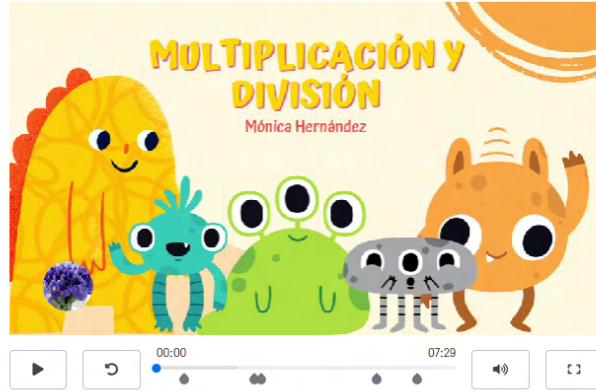 MULTIPLICACIÓN Y
DIVISIÓN
Mónica Hernández
00:00
07:29